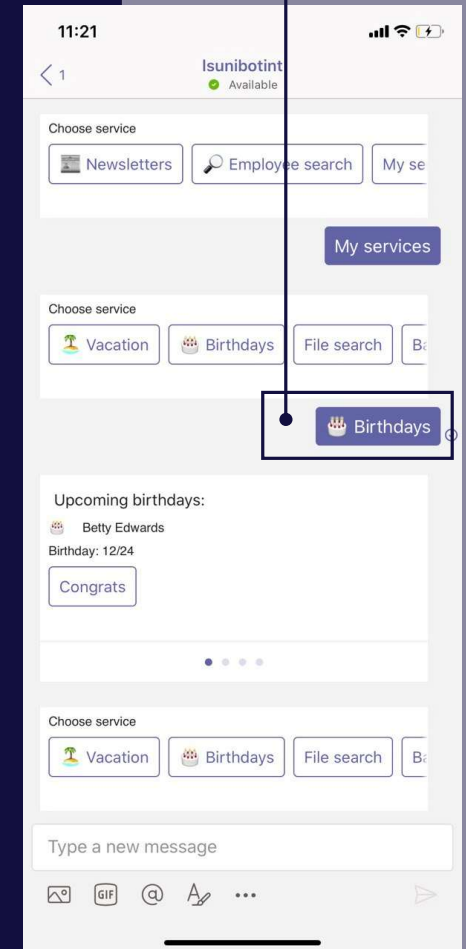 11:21
1
lsunibotint
Available
Choose service
Newsletters
Employee search
My se
My services
Choose service
Vacation
Birthdays
File search
Ba
Birthdays
Upcoming birthdays:
Betty Edwards
Birthday: 12/24
Congrats
Choose service
Vacation
Birthdays
File search
Ba
Type a new message
GIF